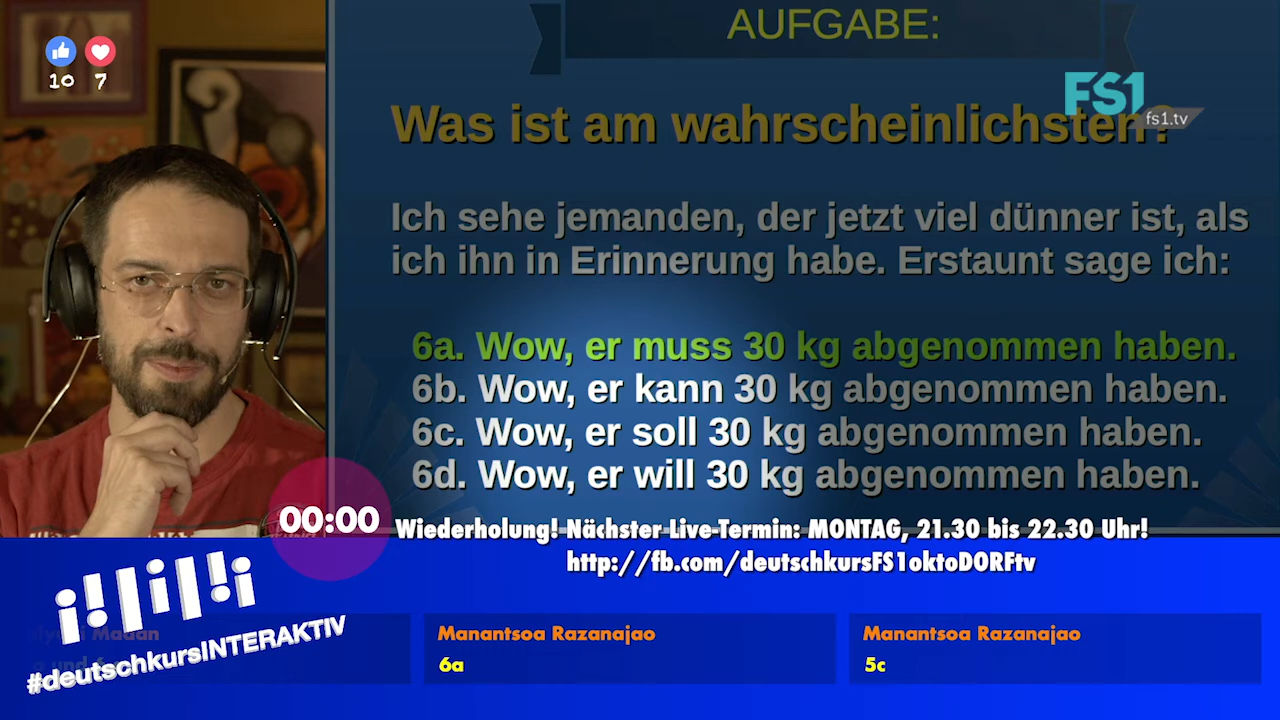 AUFGABE:
10 7
FS1
fs1.tv
Was ist am wahrscheinlichsten?
Ich sehe jemanden, der jetzt viel dünner ist, als
ich ihn in Erinnerung habe. Erstaunt sage ich:
6a. Wow, er muss 30 kg abgenommen haben.
6b. Wow, er kann 30 kg abgenommen haben.
6c. Wow, er soll 30 kg abgenommen haben.
6d. Wow, er will 30 kg abgenommen haben.
00:00
Wiederholung! Nächster Live-Termin: MONTAG, 21.30 bis 22.30 Uhr!
http://fb.com/deutschkursFS1oktoDORFtv
i!lil!i
#deutschkursINTERAKTIV
Madan
und
Manantsoa Razanajao
6a
Manantsoa Razanajao
5c